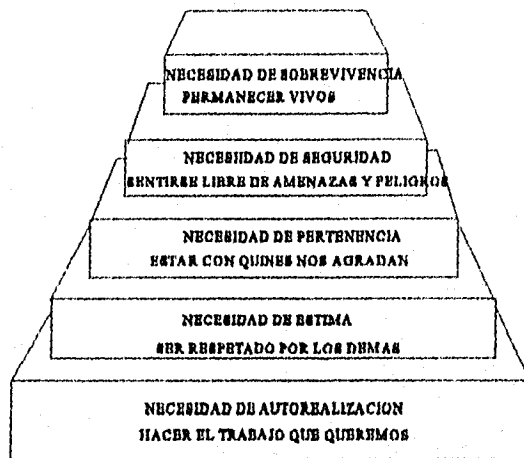 NECESIDAD DE SOBREVIVENCIA
PERMANECER VIVOS
NECESIIDAD DE SEGURIDAD
SENTIRSE LIBRE DE AMENAZAS Y PELIGROS
NECESIDAD DE PERTENENCIA
ESTAR CON QUINES NOS AGRADAN
NECESIDAD DE ESTIMA
SER RESPETADO POR LOS DEMAS
NECESIDAD DE AUTOREALIZACION
HACER EL TRABAJO QUE QUEREMOS